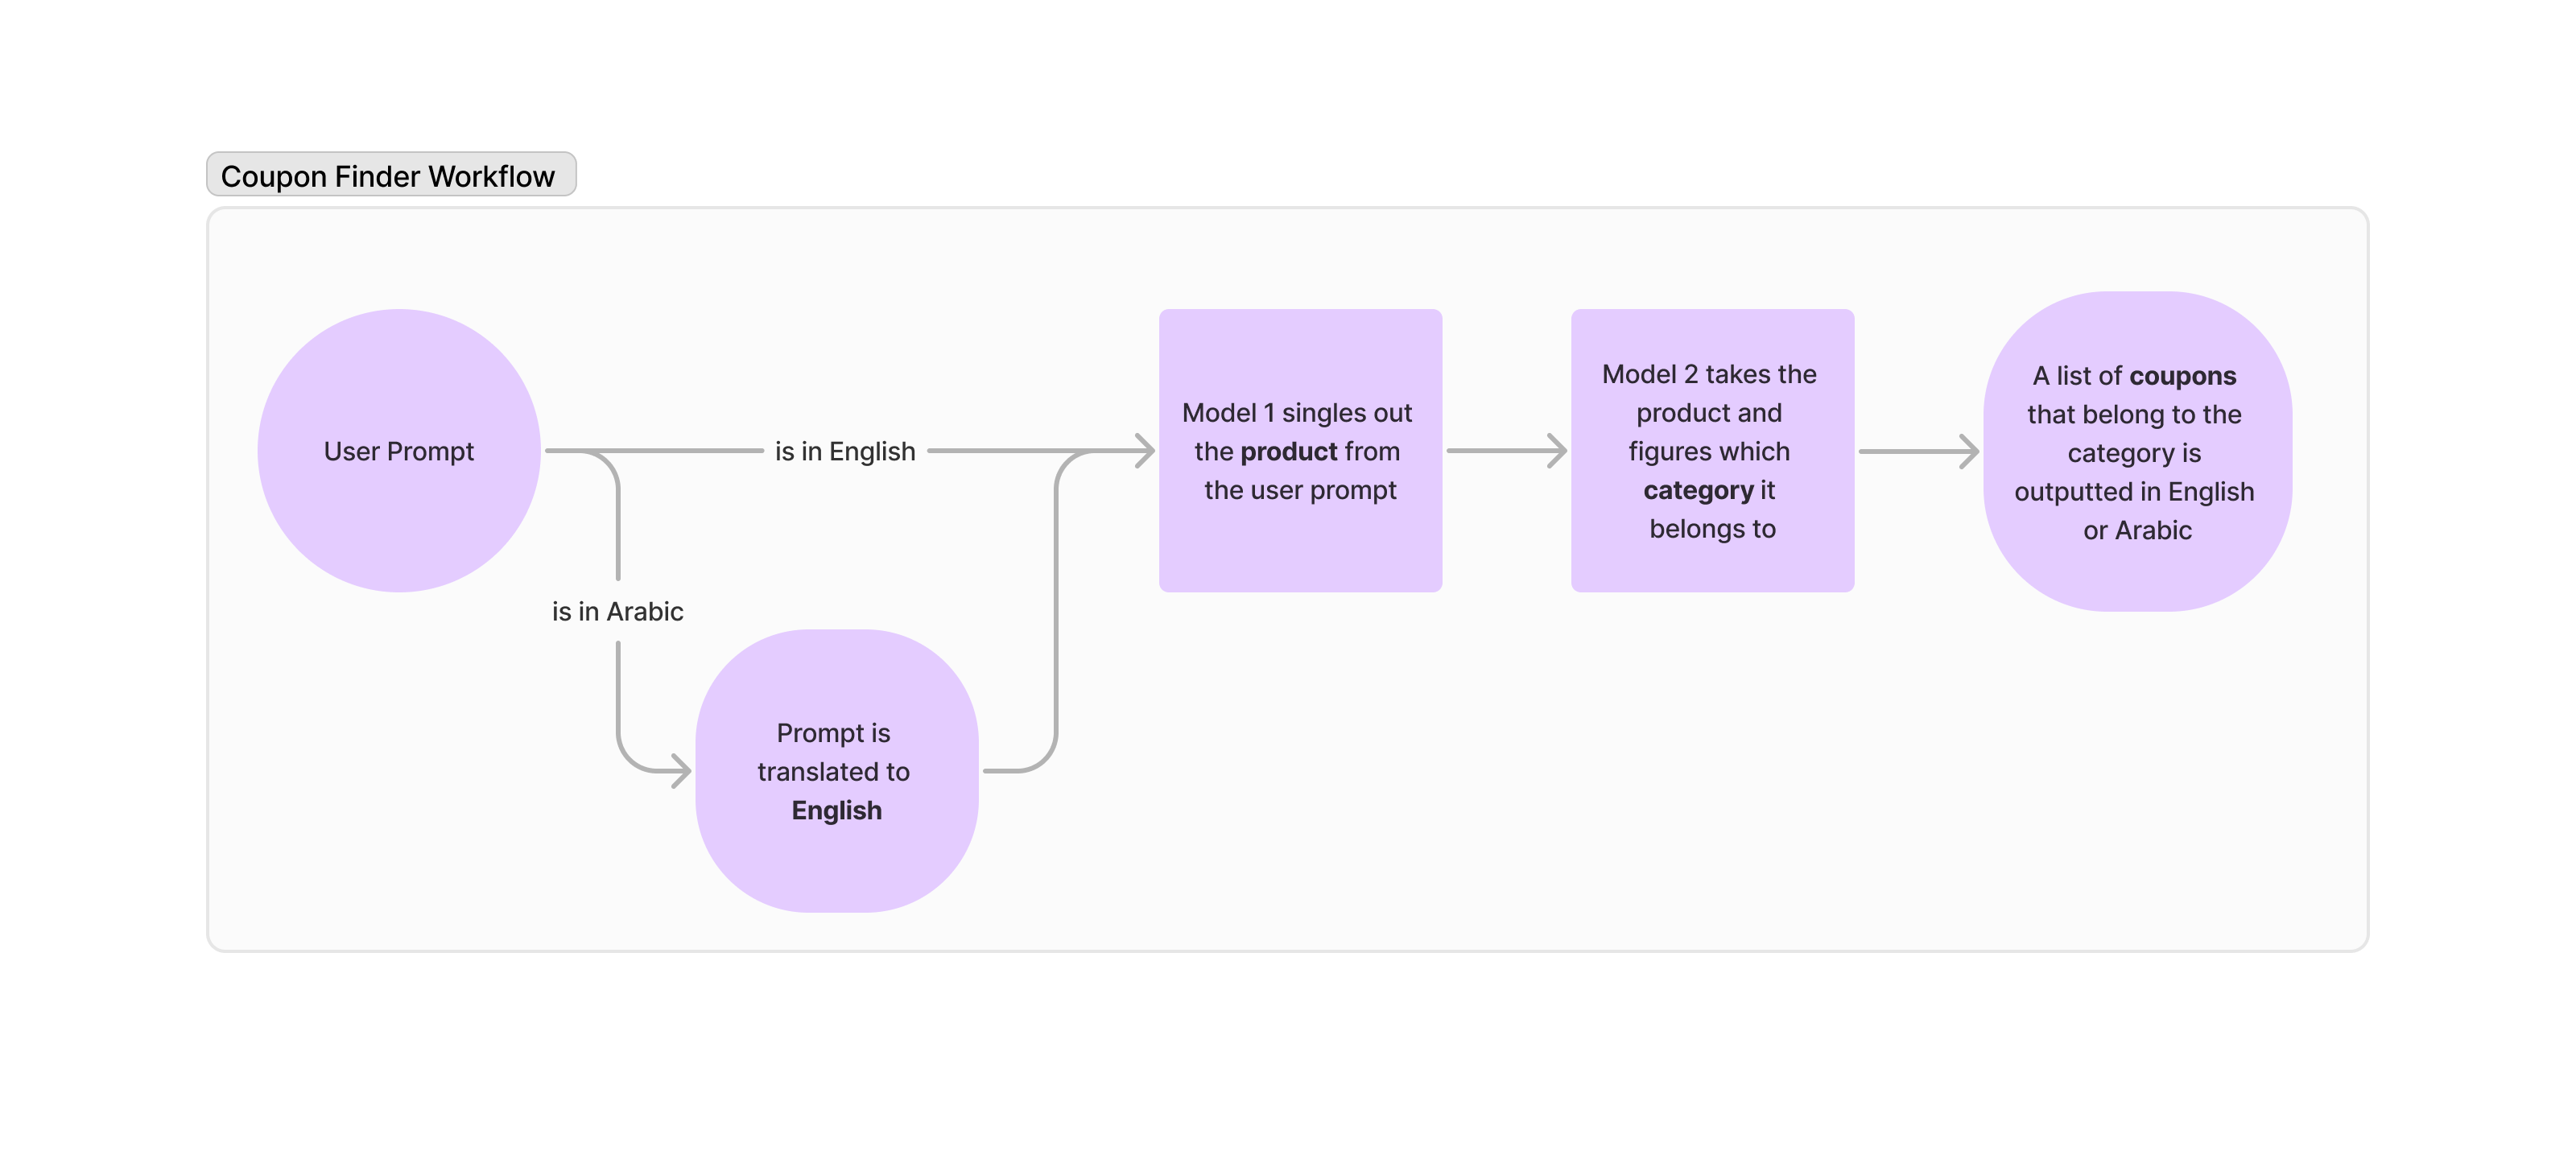 Coupon Finder Workflow
User Prompt
is in English
is in Arabic
Prompt is
translated to
English
Model 1 singles out
the product from
the user prompt
Model 2 takes the
product and
figures which
category it
belongs to
A list of coupons
that belong to the
category is
outputted in English
or Arabic